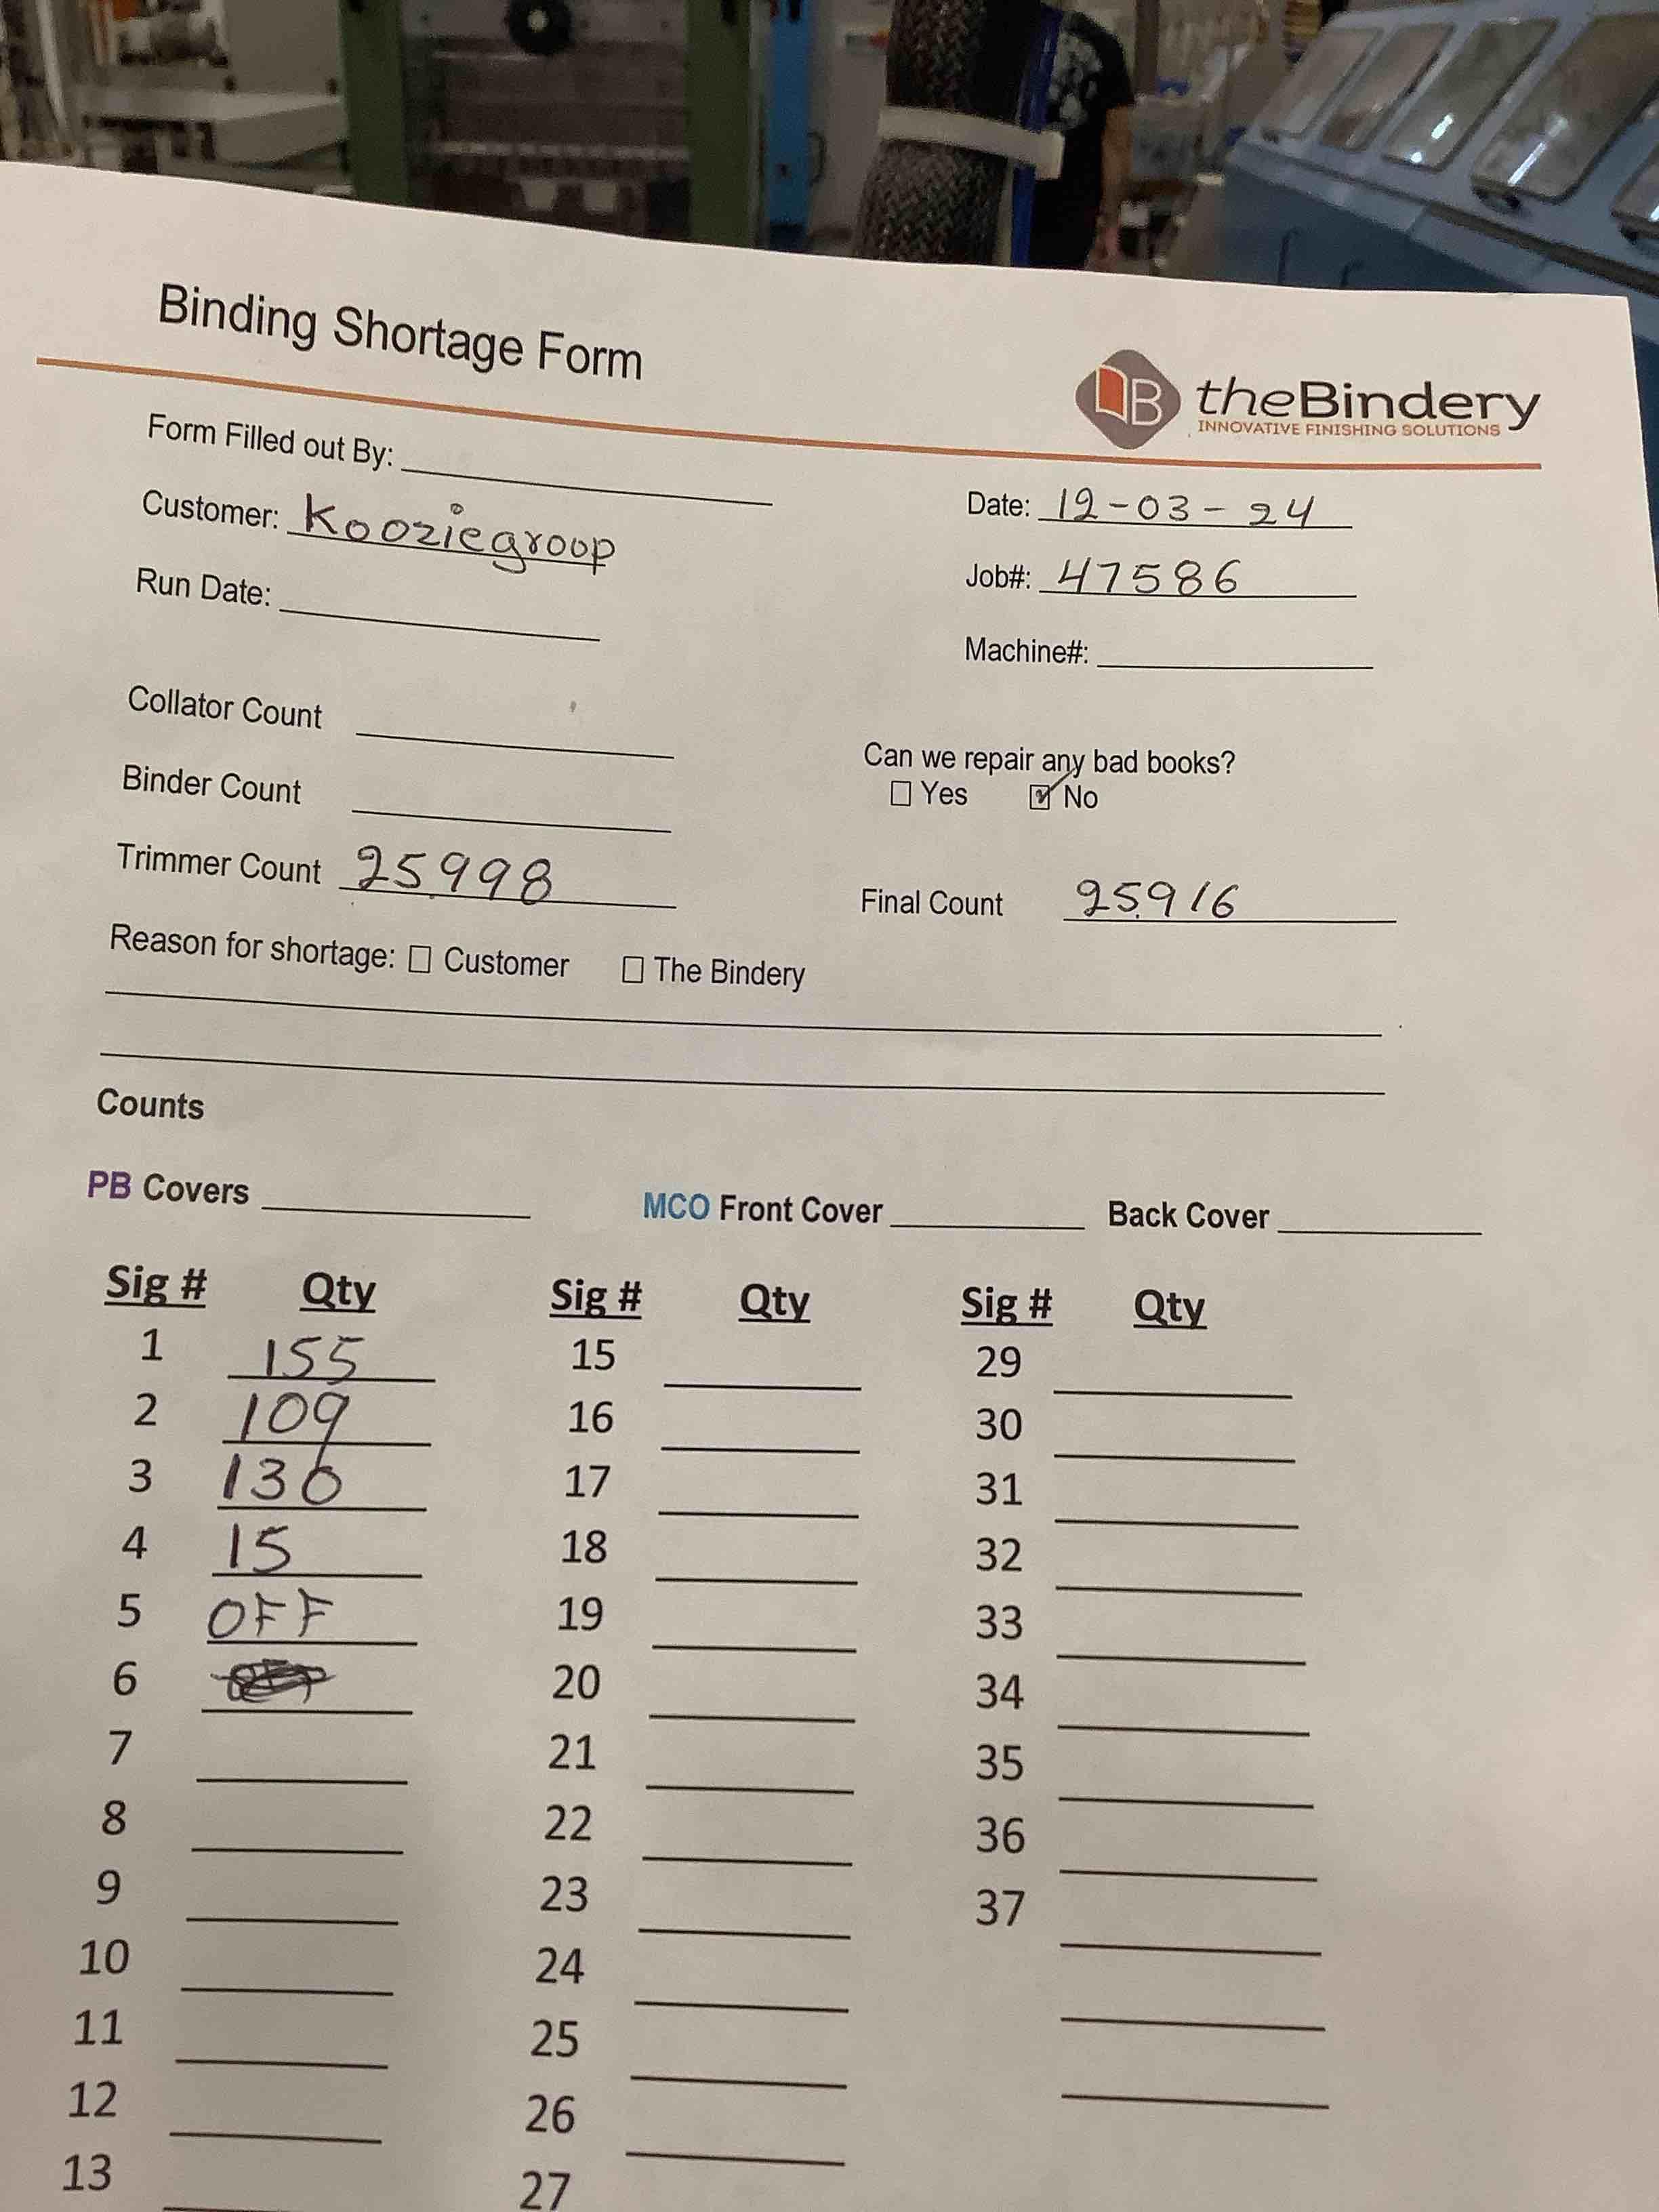 Binding Shortage Form
B theBindery
INNOVATIVE FINISHING SOLUTIONS
Form Filled out By:
Customer: Kooziegroop
Date: 12-03-24
Run Date:
Job#: 47586
Machine#:
Collator Count
Can we repair any bad books?
Yes No
Binder Count
Trimmer Count 25998
Final Count 25916
Reason for shortage: Customer The Bindery
Counts
PB Covers MCO Front Cover Back Cover
Sig # Qty Sig # Qty Sig # Qty
1 155 15 29
2 109 16 30
3 130 17 31
4 15 18 32
5 OFF 19 33
6 20 34
7 21 35
8 22 36
9 23 37
10 24
11 25
12 26
13 27